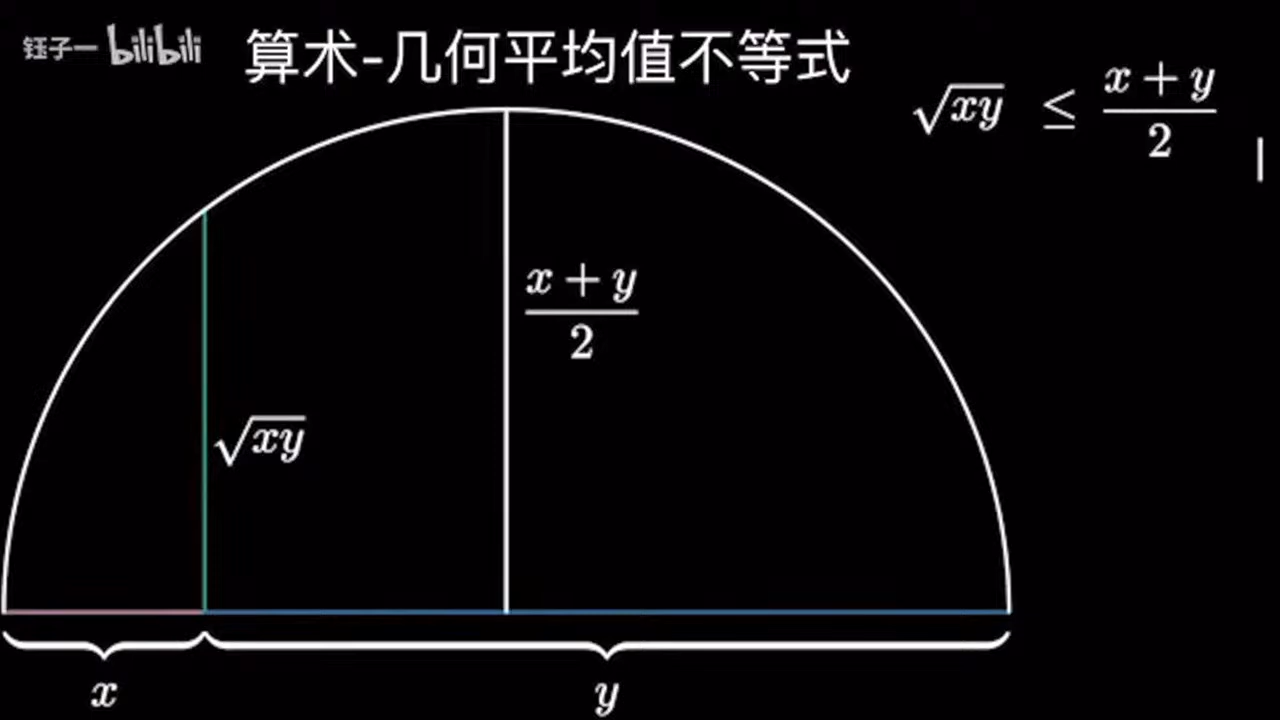 钰子一 bilibili
算术-几何平均值不等式
√xy ≤ (x + y)/2
(x + y)/2
√xy
x
y